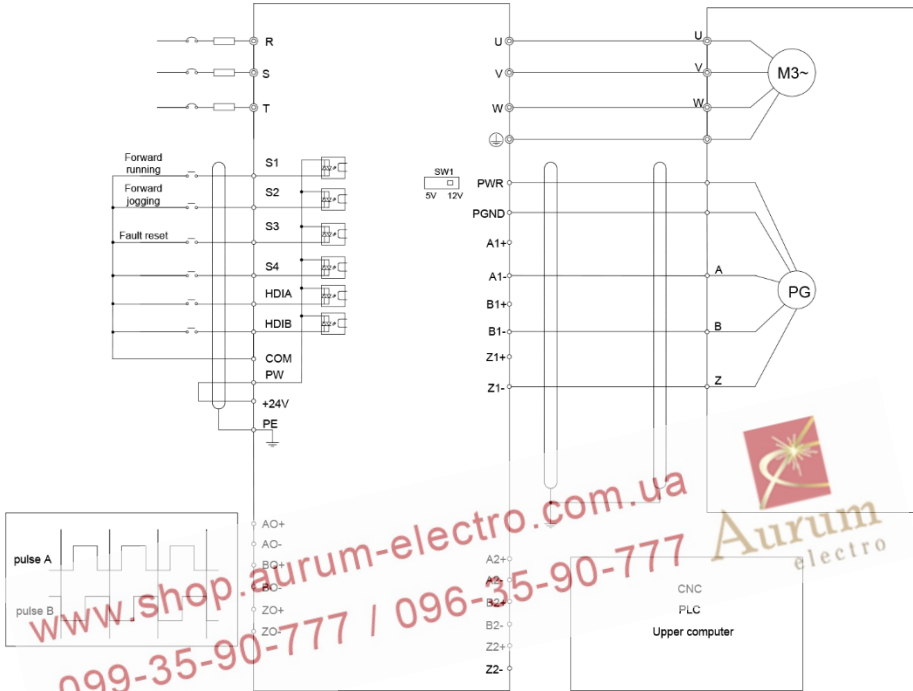 R
S
T
U
V
W
U
V
W
M3~
Forward
running
S1
Forward
jogging
S2
Fault reset
S3
S4
HDIA
HDIB
COM
PW
+24V
PE
SW1
5V 12V
PWR
PGND
A1+
A1-
B1+
B1-
Z1+
Z1-
A
B
Z
PG
pulse A
pulse B
AO+
AO-
BO+
BO-
ZO+
ZO-
A2+
A2-
B2+
B2-
Z2+
Z2-
CNC
PLC
Upper computer
www.shop.aurum-electro.com.ua
099-35-90-777 / 096-35-90-777
Aurum
electro